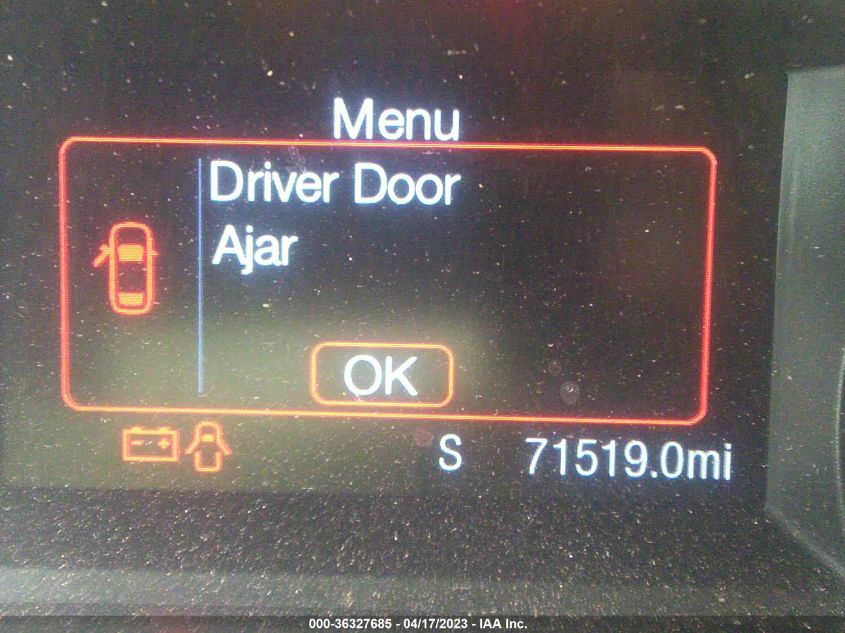 Menu
Driver Door
Ajar
OK
S 71519.0mi
000-36327685 - 04/17/2023 - IAA Inc.